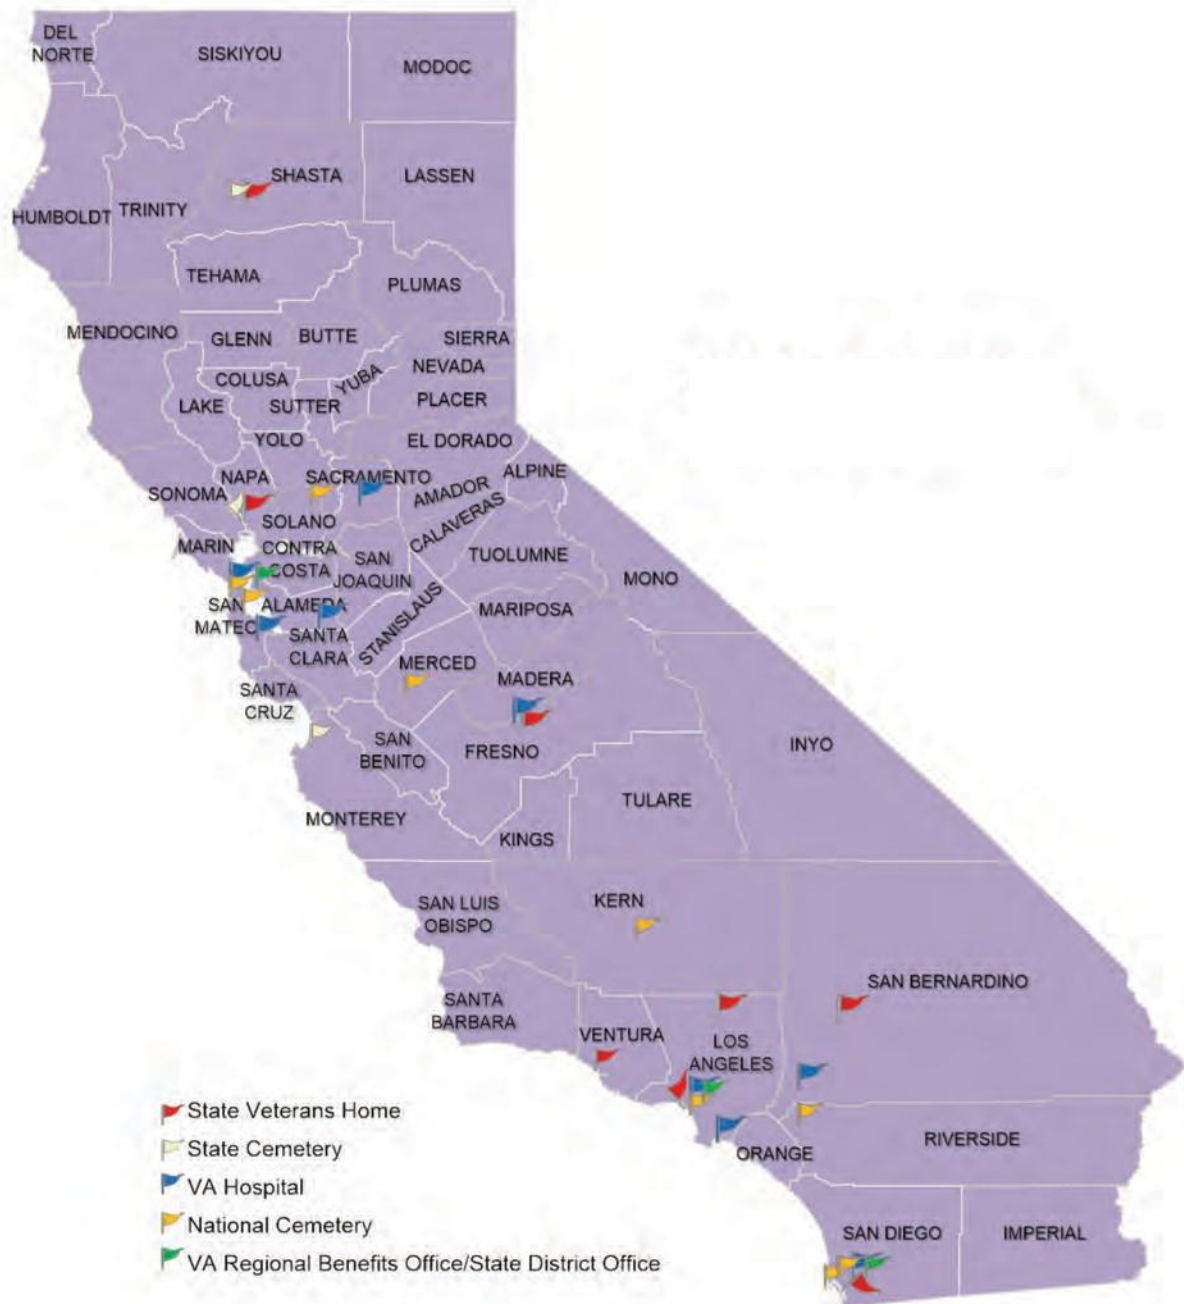 DEL
NORTE
SISKIYOU
MODOC
SHASTA
LASSEN
HUMBOLDT
TRINITY
TEHAMA
PLUMAS
MENDOCINO
GLENN
BUTTE
SIERRA
NEVADA
COLUSA
YUBA
LAKE
SUTTER
PLACER
YOLO
EL DORADO
ALPINE
NAPA
SACRAMENTO
AMADOR
SONOMA
SOLANO
CALAVERAS
MARIN
CONTRA
COSTA
SAN
JOAQUIN
TUOLUMNE
MONO
SAN
MATEO
ALAMEDA
STANISLAUS
MARIPOSA
SANTA
CLARA
MERCED
MADERA
SANTA
CRUZ
SAN
BENITO
FRESNO
INYO
MONTEREY
TULARE
KINGS
SAN LUIS
OBISPO
KERN
SAN BERNARDINO
SANTA
BARBARA
VENTURA
LOS
ANGELES
ORANGE
RIVERSIDE
SAN DIEGO
IMPERIAL
State Veterans Home
State Cemetery
VA Hospital
National Cemetery
VA Regional Benefits Office/State District Office